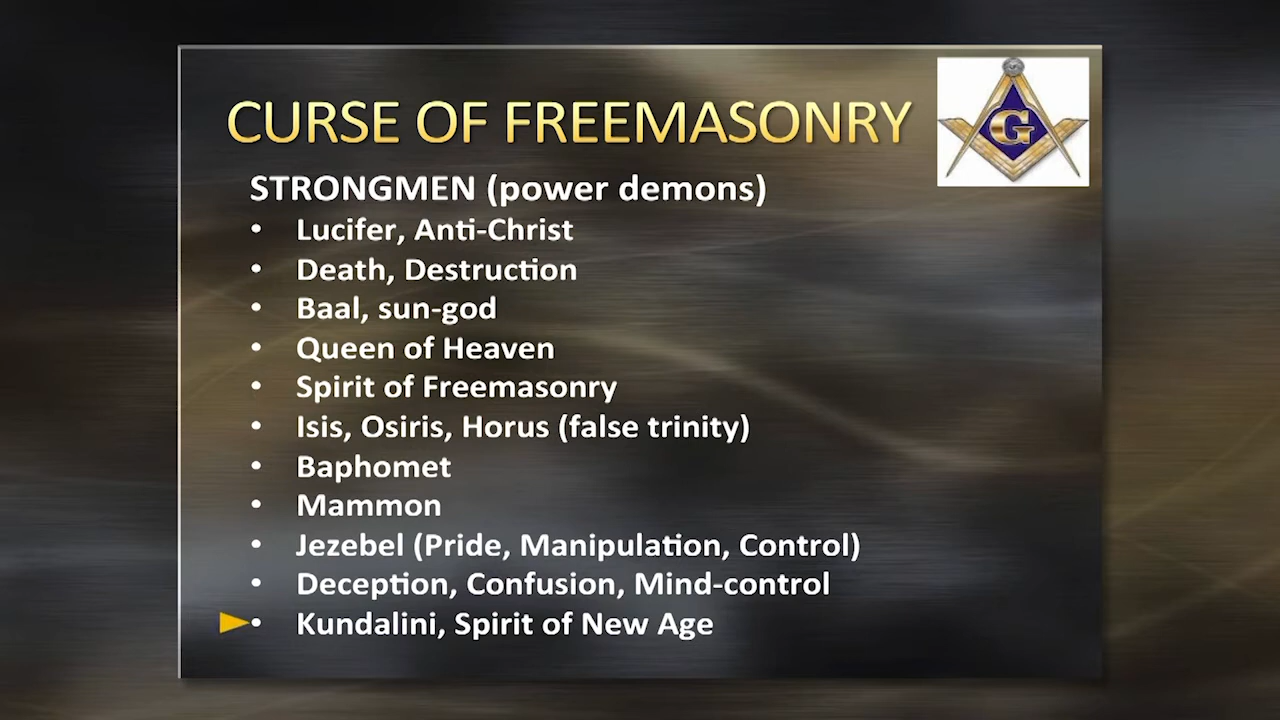 CURSE OF FREEMASONRY
G
STRONGMEN (power demons)
• Lucifer, Anti-Christ
• Death, Destruction
• Baal, sun-god
• Queen of Heaven
• Spirit of Freemasonry
• Isis, Osiris, Horus (false trinity)
• Baphomet
• Mammon
• Jezebel (Pride, Manipulation, Control)
• Deception, Confusion, Mind-control
• Kundalini, Spirit of New Age